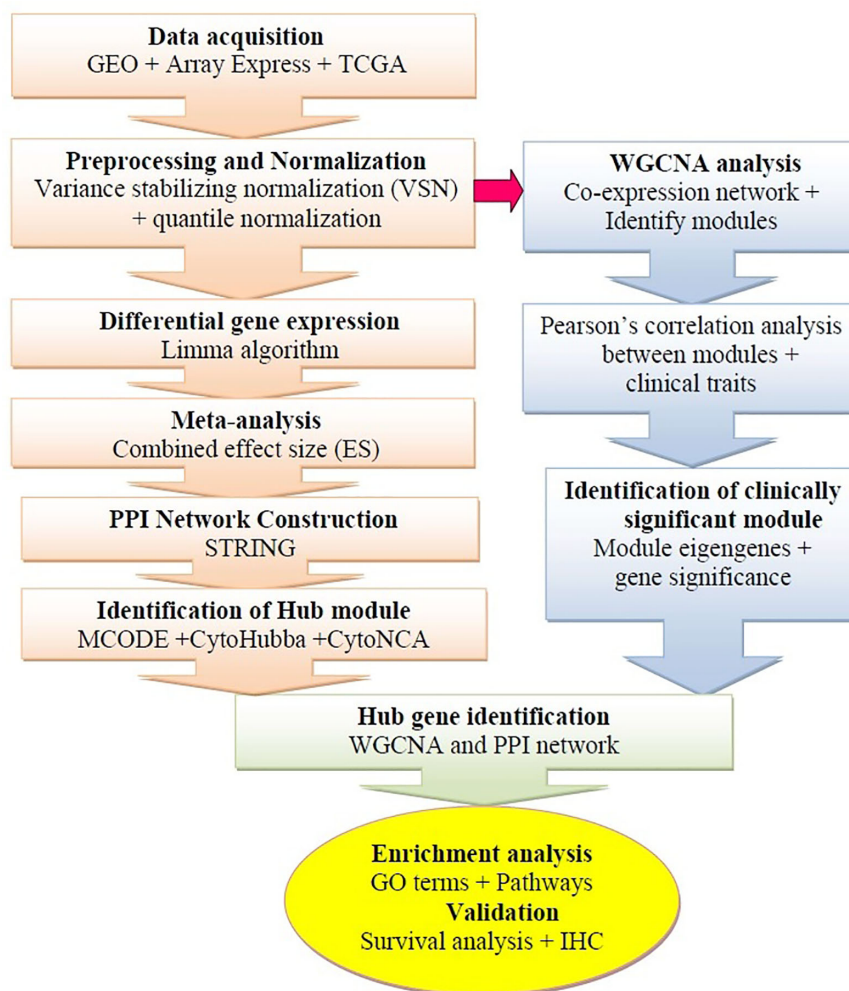 Data acquisition
GEO + Array Express + TCGA
Preprocessing and Normalization
Variance stabilizing normalization (VSN)
+ quantile normalization
Differential gene expression
Limma algorithm
Meta-analysis
Combined effect size (ES)
PPI Network Construction
STRING
Identification of Hub module
MCODE +CytoHubba +CytoNCA
WGCNA analysis
Co-expression network +
Identify modules
Pearson’s correlation analysis
between modules +
clinical traits
Identification of clinically
significant module
Module eigengenes +
gene significance
Hub gene identification
WGCNA and PPI network
Enrichment analysis
GO terms + Pathways
Validation
Survival analysis + IHC